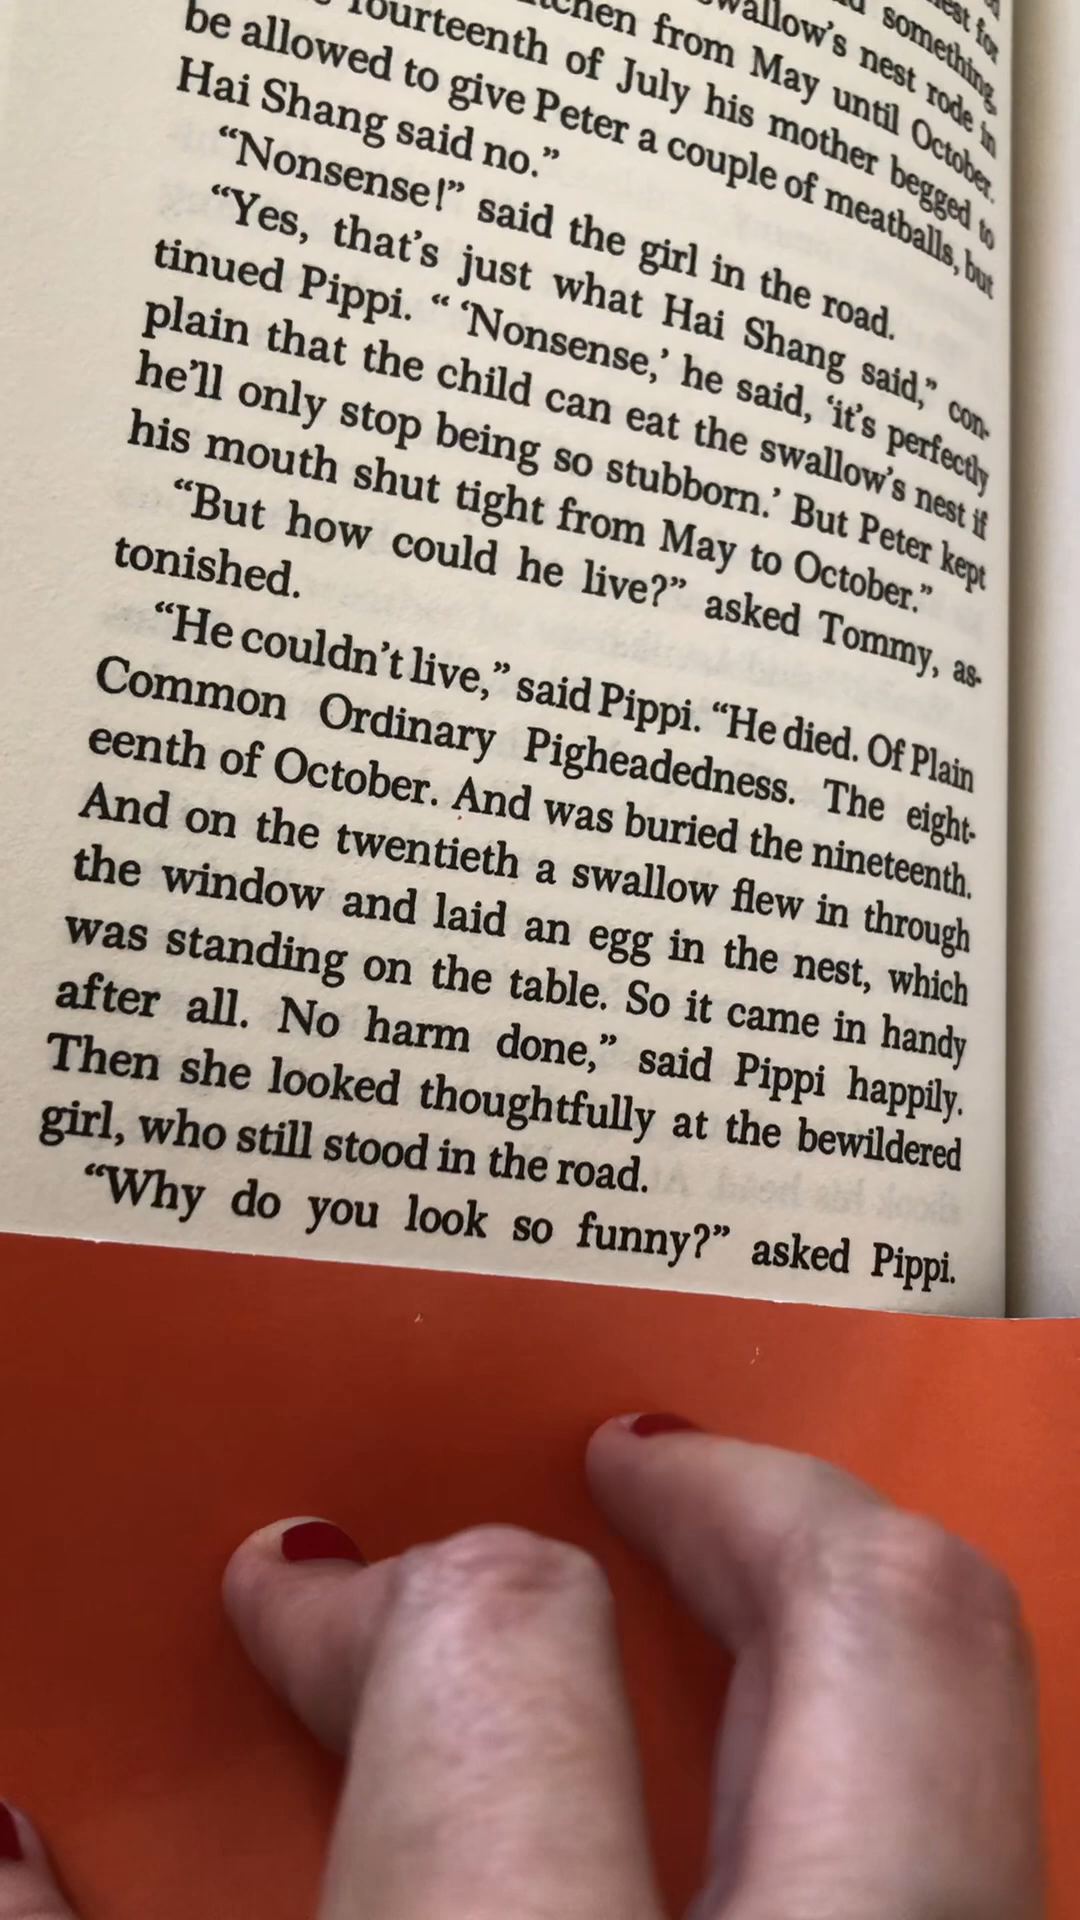 est for
something,
swallow's nest rode in
from May until October.
fourteenth of July his mother begged to
be allowed to give Peter a couple of meatballs, but
Hai Shang said no.”
“Nonsense!” said the girl in the road.
“Yes, that’s just what Hai Shang said,” con-
tinued Pippi. “ ‘Nonsense,’ he said, ‘it’s perfectly
plain that the child can eat the swallow’s nest if
he’ll only stop being so stubborn.’ But Peter kept
his mouth shut tight from May to October.”
“But how could he live?” asked Tommy, as-
tonished.
“He couldn’t live,” said Pippi. “He died. Of Plain
Common Ordinary Pigheadedness. The eight-
eenth of October. And was buried the nineteenth.
And on the twentieth a swallow flew in through
the window and laid an egg in the nest, which
was standing on the table. So it came in handy
after all. No harm done,” said Pippi happily.
Then she looked thoughtfully at the bewildered
girl, who still stood in the road.
“Why do you look so funny?” asked Pippi.